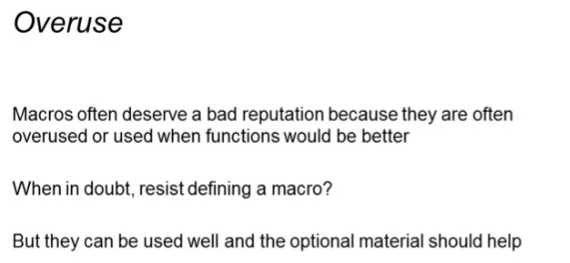 Overuse
Macros often deserve a bad reputation because they are often
overused or used when functions would be better
When in doubt, resist defining a macro?
But they can be used well and the optional material should help